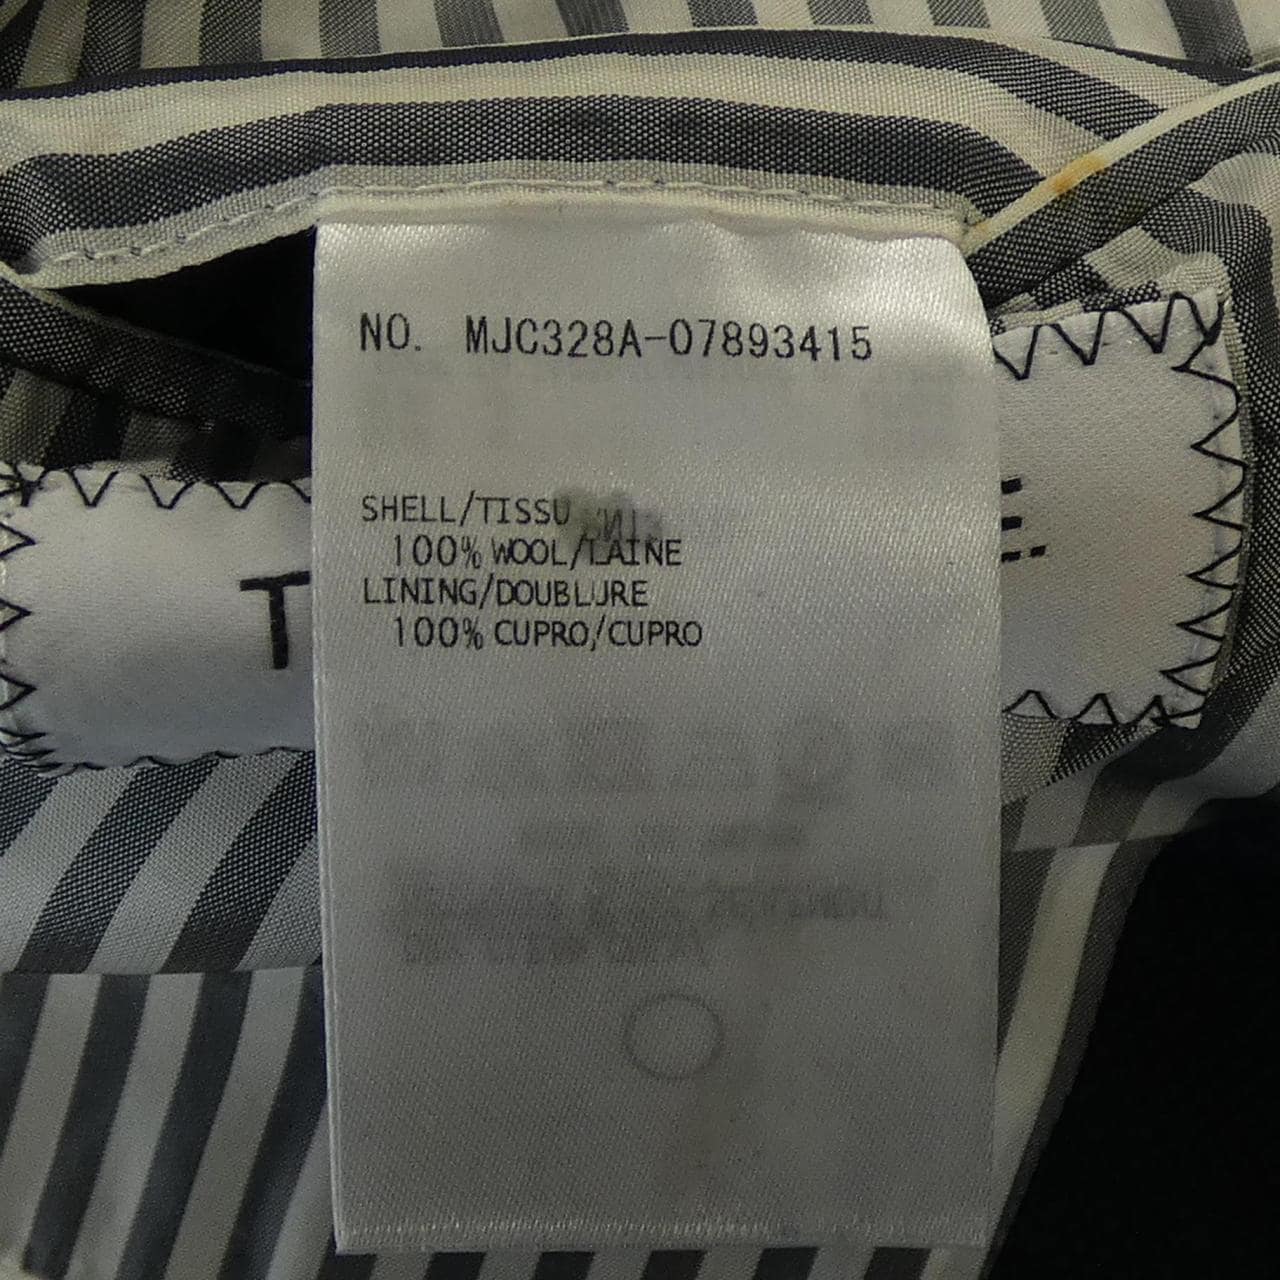 NO. MJC328A-07893415
SHELL/TISSU
100% WOOL/LAINE
LINING/DOUBLURE
100% CUPRO/CUPRO
T
E.